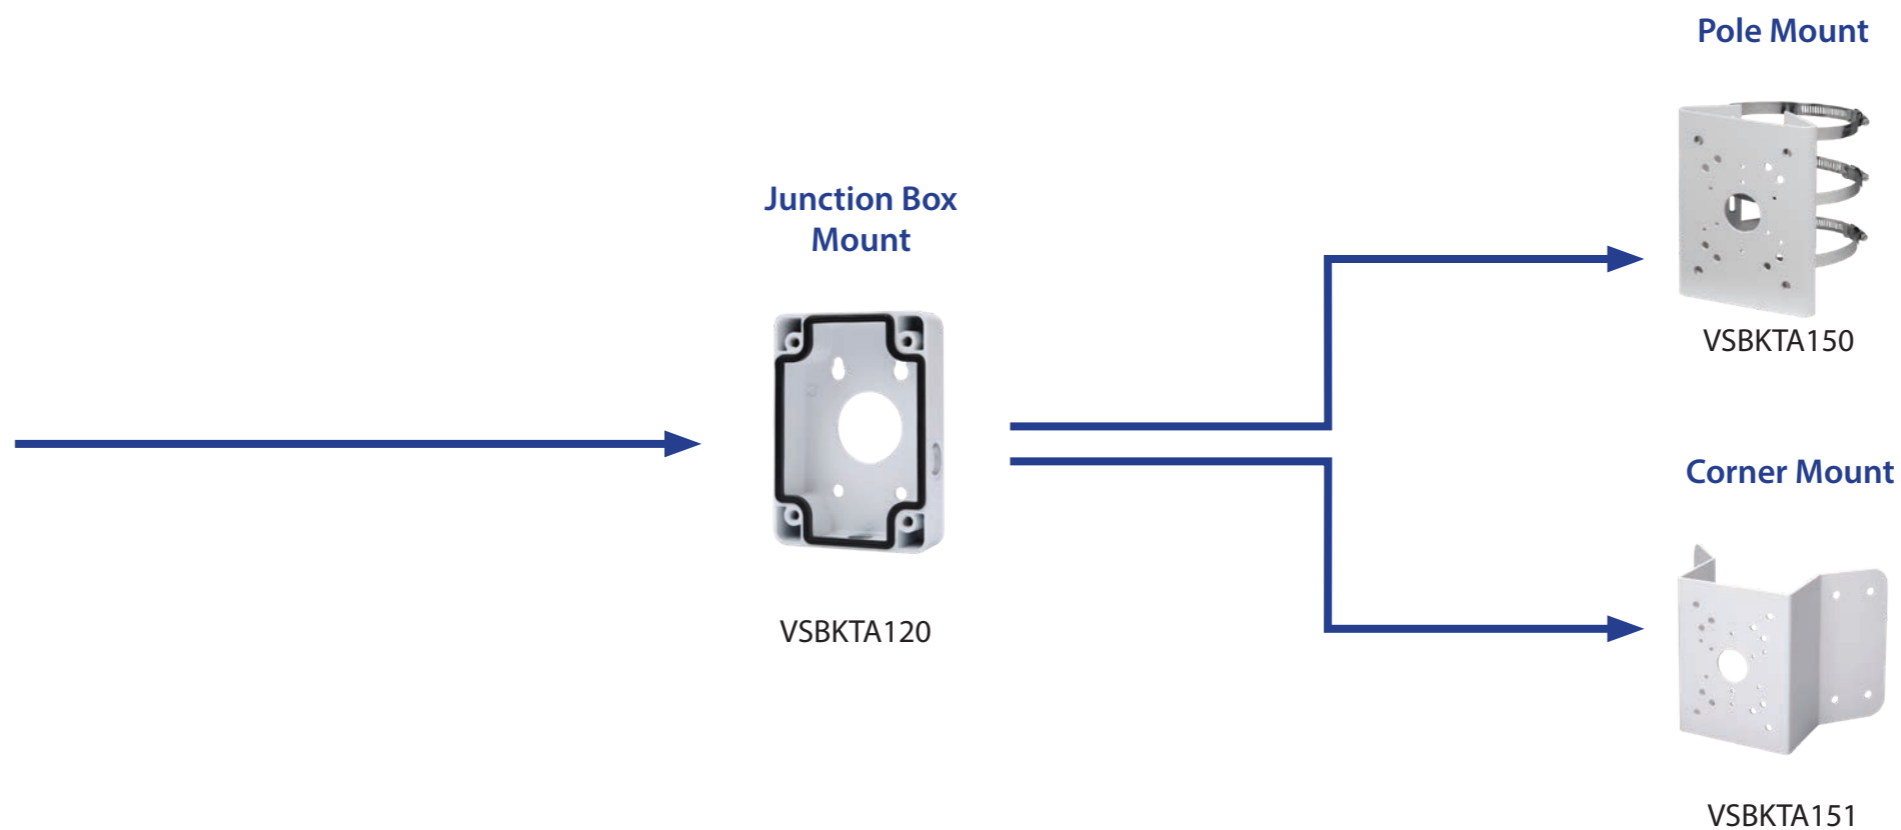 Pole Mount
VSBKTA150
Junction Box
Mount
VSBKTA120
Corner Mount
VSBKTA151